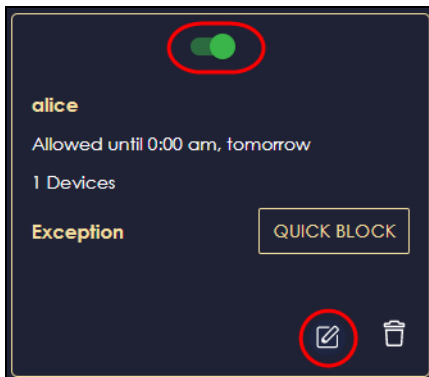 alice
Allowed until 0:00 am, tomorrow
1 Devices
Exception QUICK BLOCK